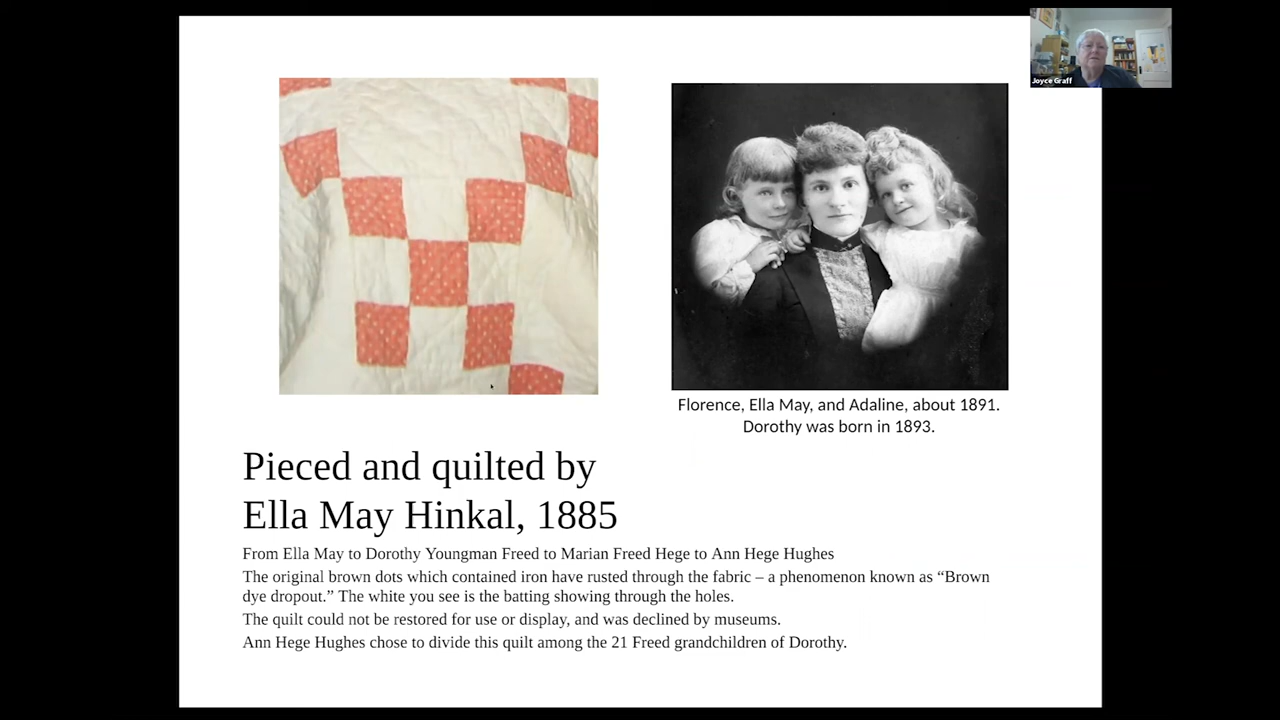 Joyce Graff
Florence, Ella May, and Adaline, about 1891.
Dorothy was born in 1893.
Pieced and quilted by
Ella May Hinkal, 1885
From Ella May to Dorothy Youngman Freed to Marian Freed Hege to Ann Hege Hughes
The original brown dots which contained iron have rusted through the fabric – a phenomenon known as “Brown
dye dropout.” The white you see is the batting showing through the holes.
The quilt could not be restored for use or display, and was declined by museums.
Ann Hege Hughes chose to divide this quilt among the 21 Freed grandchildren of Dorothy.